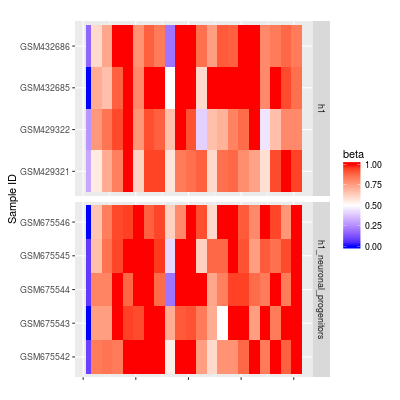 GSM432686
GSM432685
GSM429322
GSM429321
h1
GSM675546
GSM675545
GSM675544
GSM675543
GSM675542
h1_neuronal_progenitors
Sample ID
beta
1.00
0.75
0.50
0.25
0.00